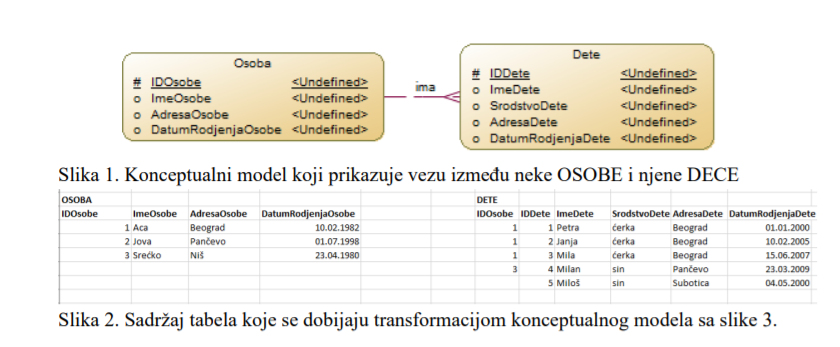 Osoba
# IDOsobe <Undefined>
o ImeOsobe <Undefined>
o AdresaOsobe <Undefined>
o DatumRodjenjaOsobe <Undefined>
ima
Dete
# IDDete <Undefined>
o ImeDete <Undefined>
o SrodstvoDete <Undefined>
o AdresaDete <Undefined>
o DatumRodjenjaDete <Undefined>
Slika 1. Konceptualni model koji prikazuje vezu između neke OSOBE i njene DECE
OSOBA
IDOsobe ImeOsobe AdresaOsobe DatumRodjenjaOsobe
1 Aca Beograd 10.02.1982
2 Jova Pančevo 01.07.1998
3 Srećko Niš 23.04.1980
DETE
IDOsobe IDDete ImeDete SrodstvoDete AdresaDete DatumRodjenjaDete
1 1 Petra ćerka Beograd 01.01.2000
1 2 Janja ćerka Beograd 10.02.2005
1 3 Mila ćerka Beograd 15.06.2007
3 4 Milan sin Pančevo 23.03.2009
5 Miloš sin Subotica 04.05.2000
Slika 2. Sadržaj tabela koje se dobijaju transformacijom konceptualnog modela sa slike 3.